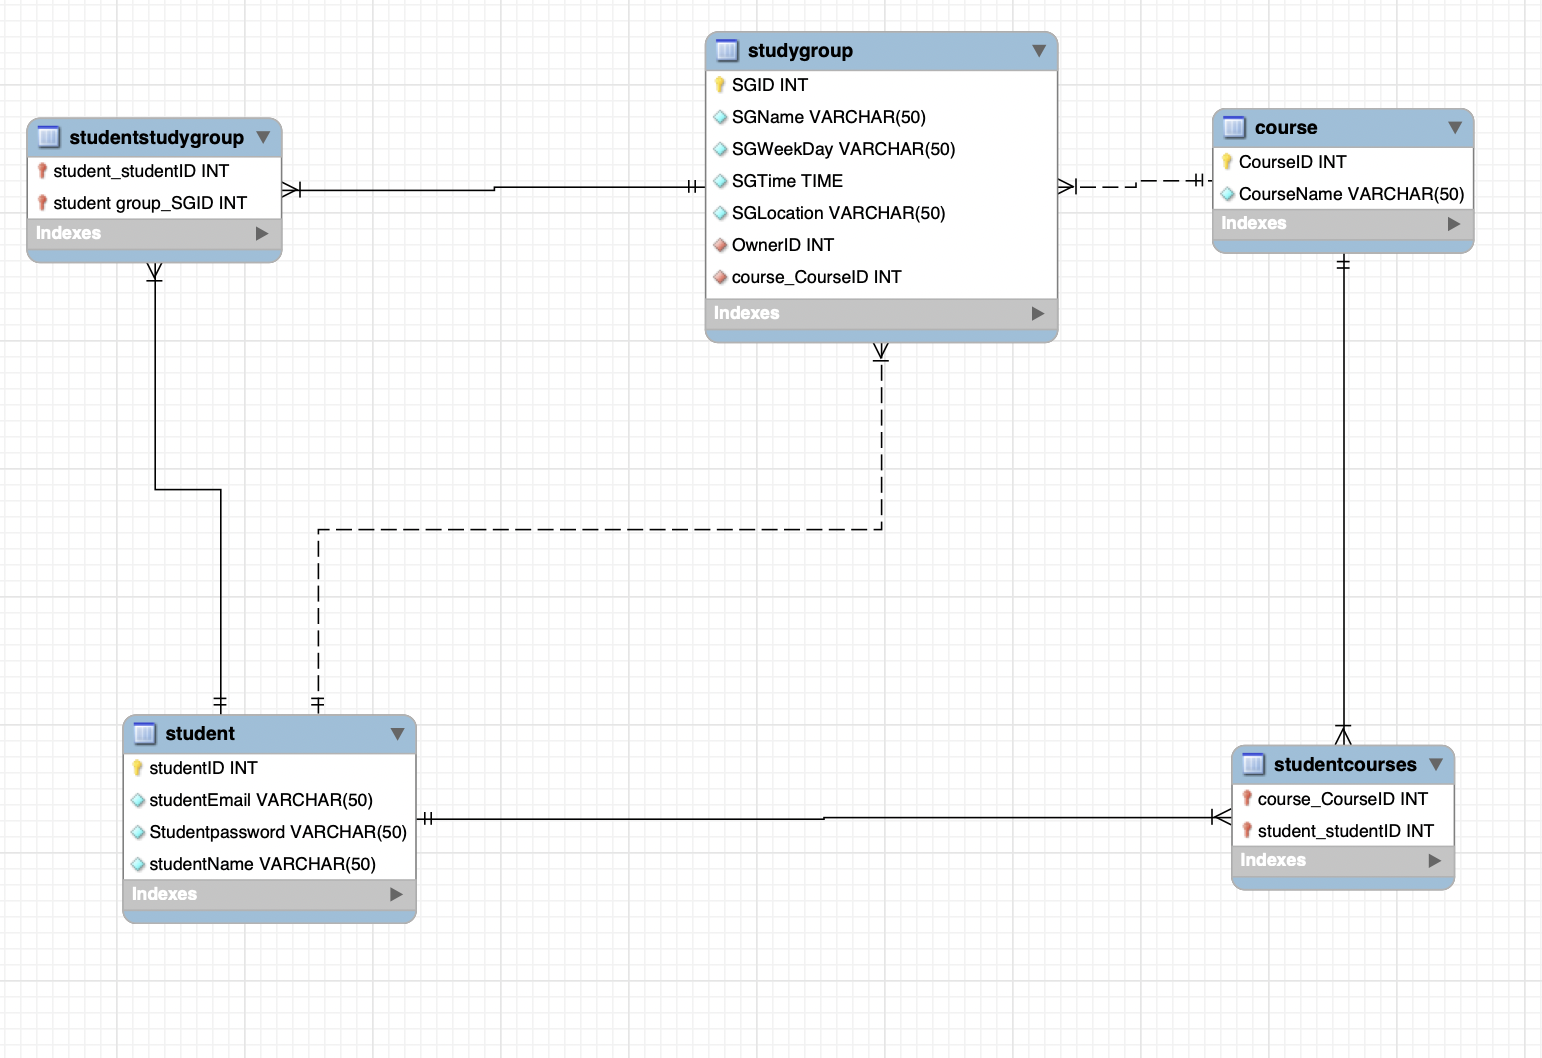 studygroup
SGID INT
SGName VARCHAR(50)
SGWeekDay VARCHAR(50)
SGTime TIME
SGLocation VARCHAR(50)
OwnerID INT
course_CourseID INT
Indexes
studentstudygroup
student_studentID INT
student group_SGID INT
Indexes
course
CourseID INT
CourseName VARCHAR(50)
Indexes
student
studentID INT
studentEmail VARCHAR(50)
Studentpassword VARCHAR(50)
studentName VARCHAR(50)
Indexes
studentcourses
course_CourseID INT
student_studentID INT
Indexes